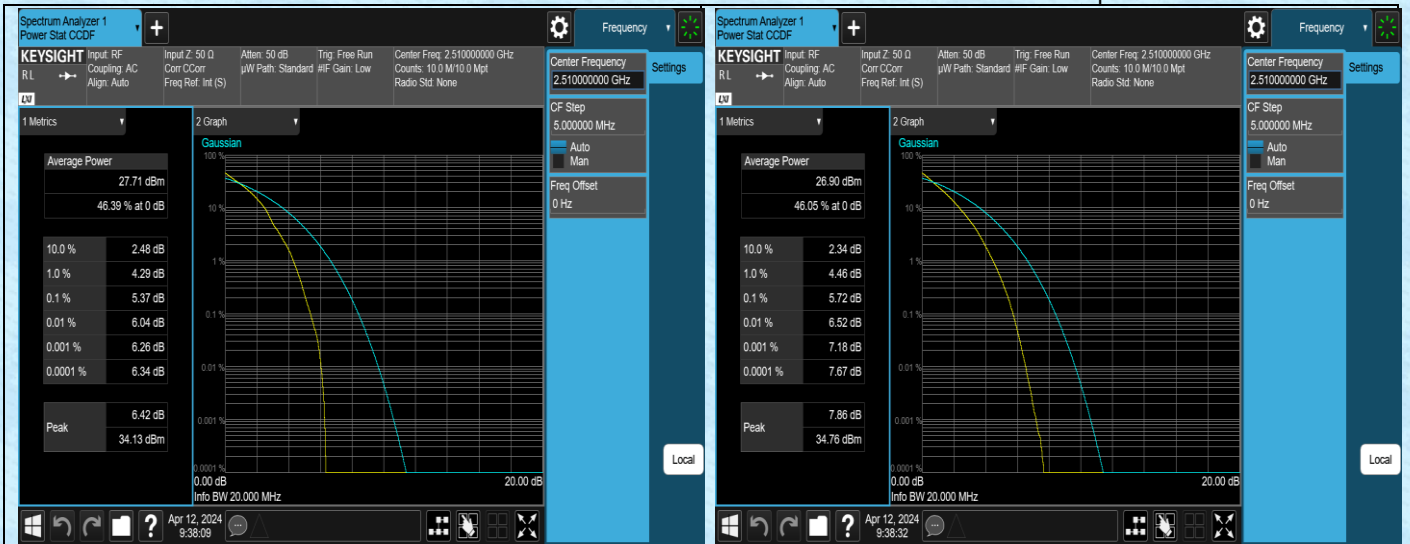 Spectrum Analyzer 1
Power Stat CCDF
Frequency
KEYSIGHT
RL
LXI
Input: RF
Coupling: AC
Align: Auto
Input Z: 50 Ω
Corr CCorr
Freq Ref: Int (S)
Atten: 50 dB
µW Path: Standard
Trig: Free Run
#IF Gain: Low
Center Freq: 2.510000000 GHz
Counts: 10.0 M/10.0 Mpt
Radio Std: None
Center Frequency
2.510000000 GHz
Settings
CF Step
5.000000 MHz
Auto
Man
Freq Offset
0 Hz
Local
1 Metrics
Average Power
27.71 dBm
46.39 % at 0 dB
10.0 % 2.48 dB
1.0 % 4.29 dB
0.1 % 5.37 dB
0.01 % 6.04 dB
0.001 % 6.26 dB
0.0001 % 6.34 dB
Peak
6.42 dB
34.13 dBm
2 Graph
Gaussian
100 %
10 %
1 %
0.1 %
0.01 %
0.001 %
0.0001 %
0.00 dB 20.00 dB
Info BW 20.000 MHz
?
Apr 12, 2024
9:38:09
Spectrum Analyzer 1
Power Stat CCDF
Frequency
KEYSIGHT
RL
LXI
Input: RF
Coupling: AC
Align: Auto
Input Z: 50 Ω
Corr CCorr
Freq Ref: Int (S)
Atten: 50 dB
µW Path: Standard
Trig: Free Run
#IF Gain: Low
Center Freq: 2.510000000 GHz
Counts: 10.0 M/10.0 Mpt
Radio Std: None
Center Frequency
2.510000000 GHz
Settings
CF Step
5.000000 MHz
Auto
Man
Freq Offset
0 Hz
Local
1 Metrics
Average Power
26.90 dBm
46.05 % at 0 dB
10.0 % 2.34 dB
1.0 % 4.46 dB
0.1 % 5.72 dB
0.01 % 6.52 dB
0.001 % 7.18 dB
0.0001 % 7.67 dB
Peak
7.86 dB
34.76 dBm
2 Graph
Gaussian
100 %
10 %
1 %
0.1 %
0.01 %
0.001 %
0.0001 %
0.00 dB 20.00 dB
Info BW 20.000 MHz
?
Apr 12, 2024
9:38:32